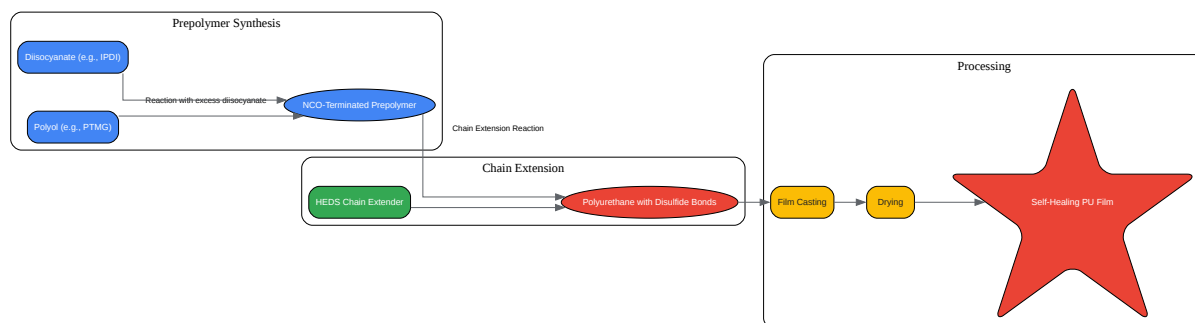 Prepolymer Synthesis
Diisocyanate (e.g., IPDI)
Reaction with excess diisocyanate
NCO-Terminated Prepolymer
Polyol (e.g., PTMG)
Chain Extension Reaction
Chain Extension
HEDS Chain Extender
Polyurethane with Disulfide Bonds
Processing
Film Casting
Drying
Self-Healing PU Film